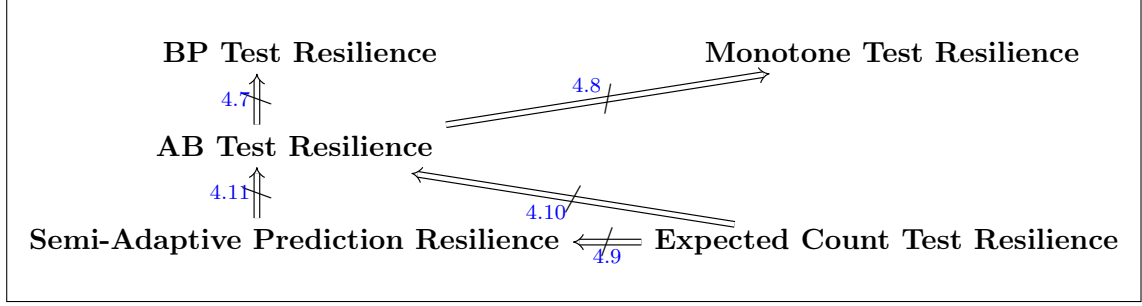 BP Test Resilience Monotone Test Resilience
4.8
4.7
AB Test Resilience
4.11
4.10
Semi-Adaptive Prediction Resilience Expected Count Test Resilience
4.9